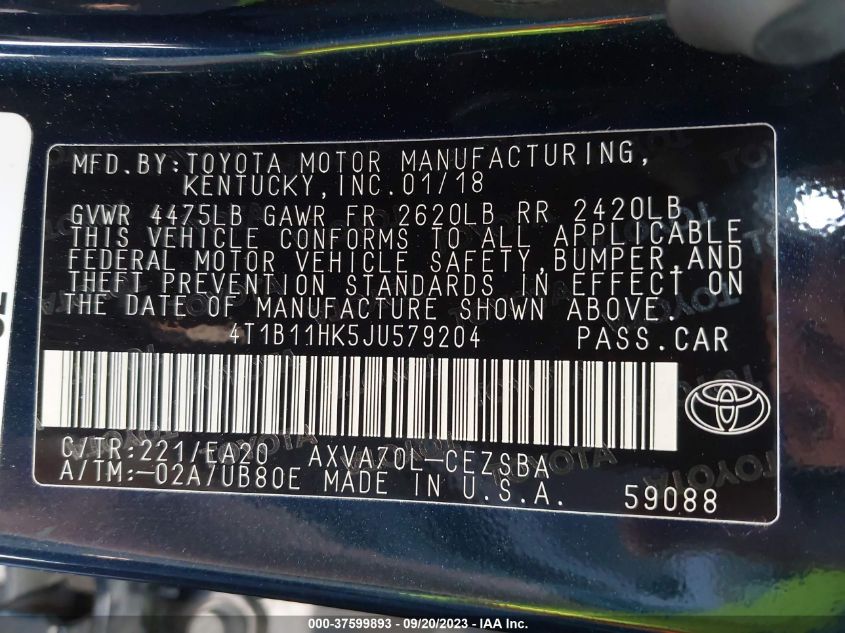 MFD.BY:TOYOTA MOTOR MANUFACTURING,
KENTUCKY,INC.01/18
GVWR 4475LB GAWR FR 2620LB RR 2420LB
THIS VEHICLE CONFORMS TO ALL APPLICABLE
FEDERAL MOTOR VEHICLE SAFETY,BUMPER,AND
THEFT PREVENTION STANDARDS IN EFFECT ON
THE DATE OF MANUFACTURE SHOWN ABOVE.
4T1B11HK5JU579204 PASS.CAR
C/TR:221/EA20 AXVA70L-CEZSBA
A/TM:-02A/UB80E MADE IN U.S.A. 59088
000-37599893 - 09/20/2023 - IAA Inc.